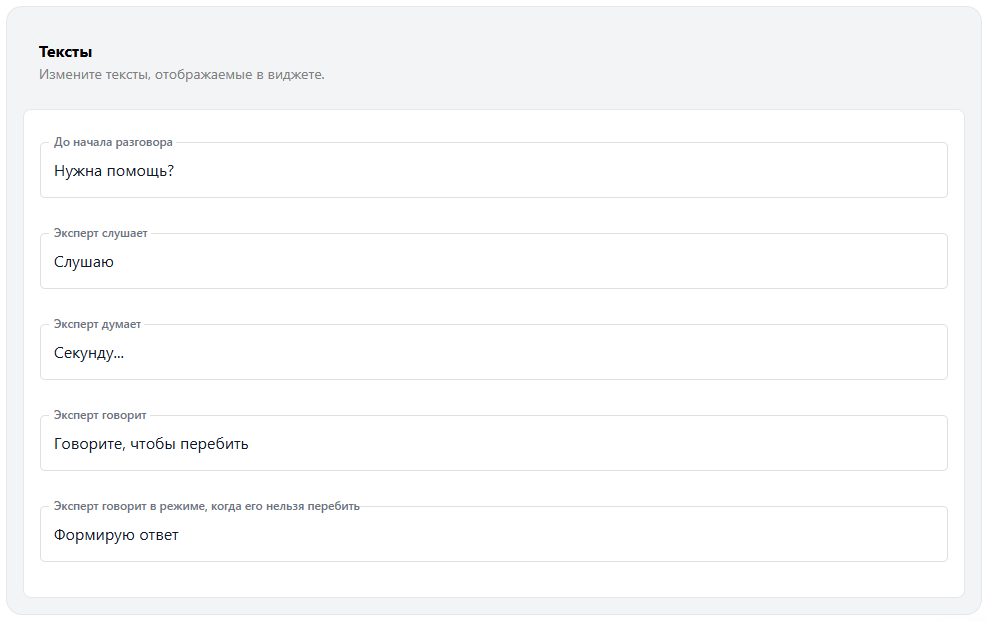 Тексты
Измените тексты, отображаемые в виджете.
До начала разговора
Нужна помощь?
Эксперт слушает
Слушаю
Эксперт думает
Секунду...
Эксперт говорит
Говорите, чтобы перебить
Эксперт говорит в режиме, когда его нельзя перебить
Формирую ответ